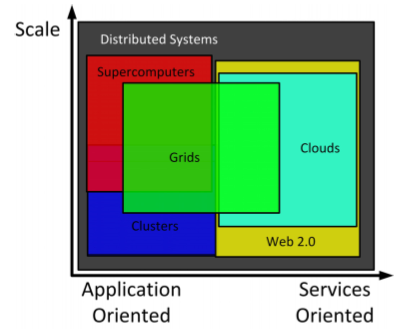 Scale
Distributed Systems
Supercomputers
Grids
Clouds
Clusters
Web 2.0
Application
Oriented
Services
Oriented